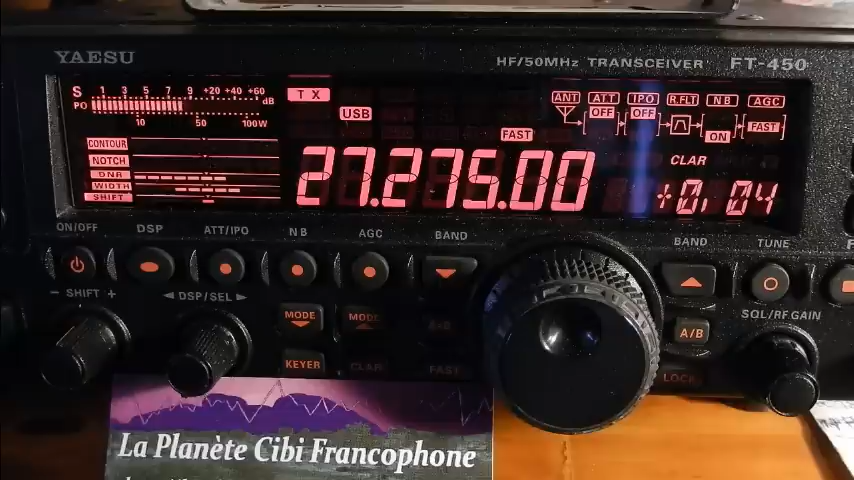 YAESU
HF/50MHz TRANSCEIVER FT-450
S 1 3 5 7 9 +20 +40 +60 dB
PO
10 50 100W
TX
USB
FAST
ANT ATT IPO R.FLT NB AGC
OFF OFF ON FAST
CONTOUR
NOTCH
DNR
WIDTH
SHIFT
27.275.00
CLAR
+0.04
ON/OFF DSP ATT/IPO NB AGC BAND BAND TUNE
- SHIFT + ◄ DSP/SEL ► MODE MODE A/B SQL/RF GAIN
KEYER CLAR FAST LOCK
La Planète Cibi Francophone